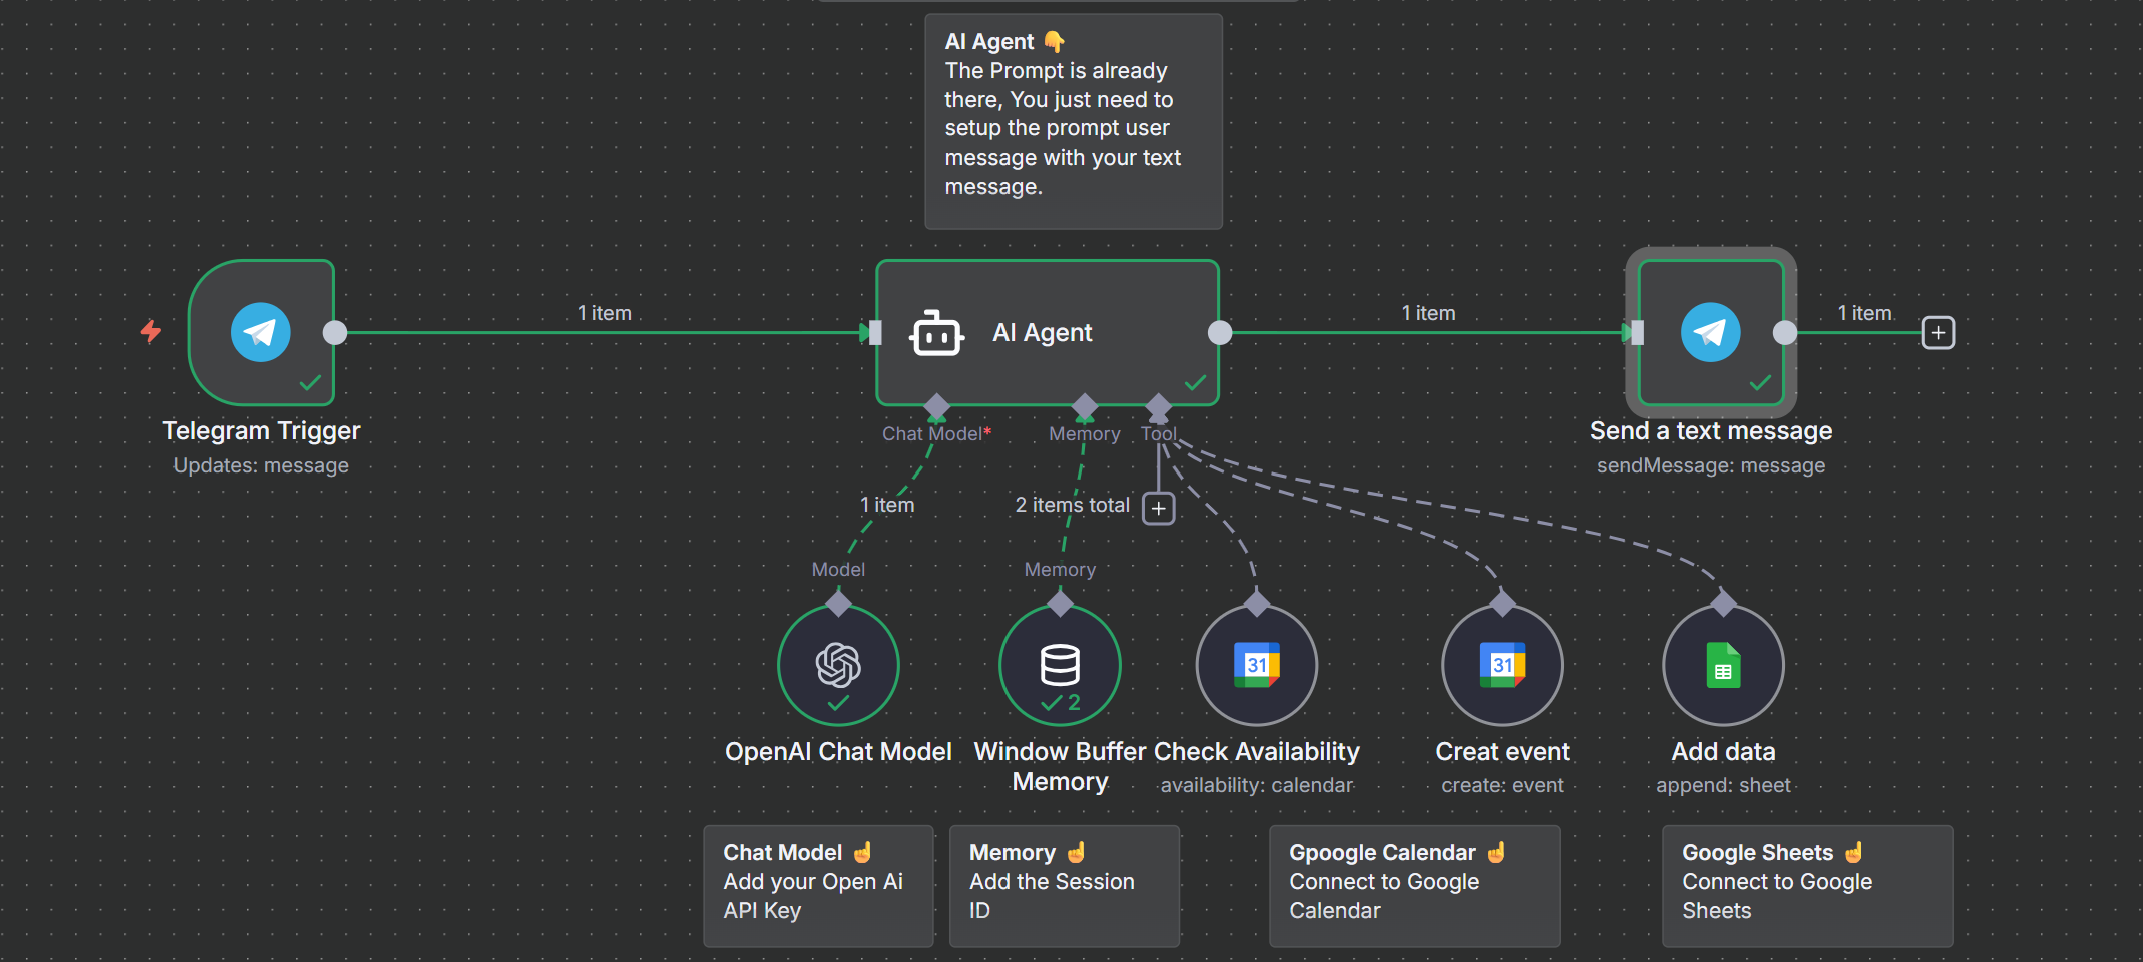 AI Agent 👇
The Prompt is already
there, You just need to
setup the prompt user
message with your text
message.
1 item
1 item
1 item
AI Agent
Telegram Trigger
Updates: message
Chat Model*
Memory
Tool
Send a text message
sendMessage: message
1 item
2 items total
Model
Memory
31
31
2
OpenAI Chat Model
Window Buffer
Memory
Check Availability
availability: calendar
Creat event
create: event
Add data
append: sheet
Chat Model ☝️
Add your Open Ai
API Key
Memory ☝️
Add the Session
ID
Gpoogle Calendar ☝️
Connect to Google
Calendar
Google Sheets ☝️
Connect to Google
Sheets